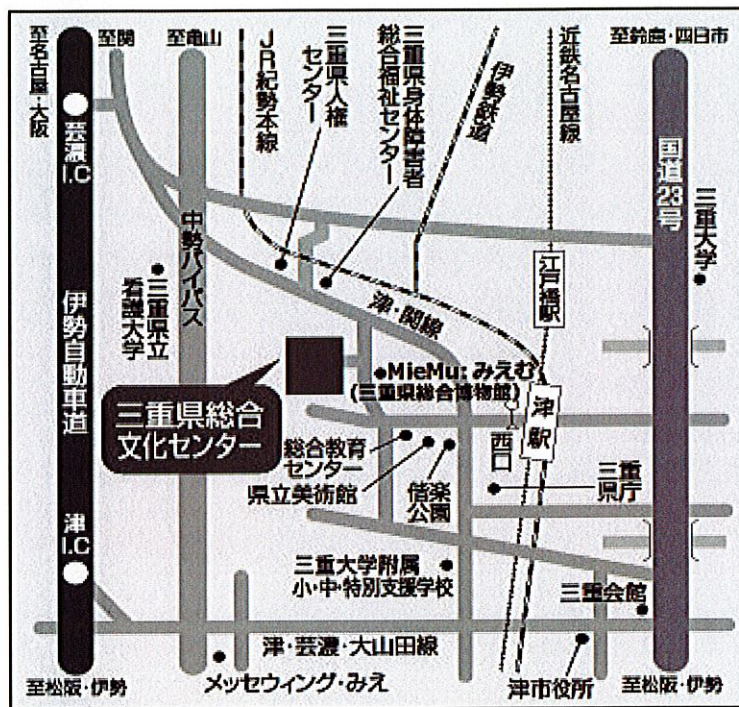 至名古屋・大阪
至関
至亀山
JR紀勢本線
三重県人権
センター
三重県身体障害者
総合福祉センター
伊勢鉄道
近鉄名古屋線
至鈴鹿・四日市
芸濃I.C
中勢バイパス
国道23号
三重大学
江戸橋駅
三重県立
看護大学
津・関線
伊勢自動車道
MieMu:みえむ
(三重県総合博物館)
三重県総合
文化センター
津駅
西口
総合教育
センター
県立美術館
偕楽
公園
三重
県庁
津I.C
三重大学附属
小・中・特別支援学校
三重会館
津・芸濃・大山田線
至松阪・伊勢
メッセウィング・みえ
津市役所
至松阪・伊勢